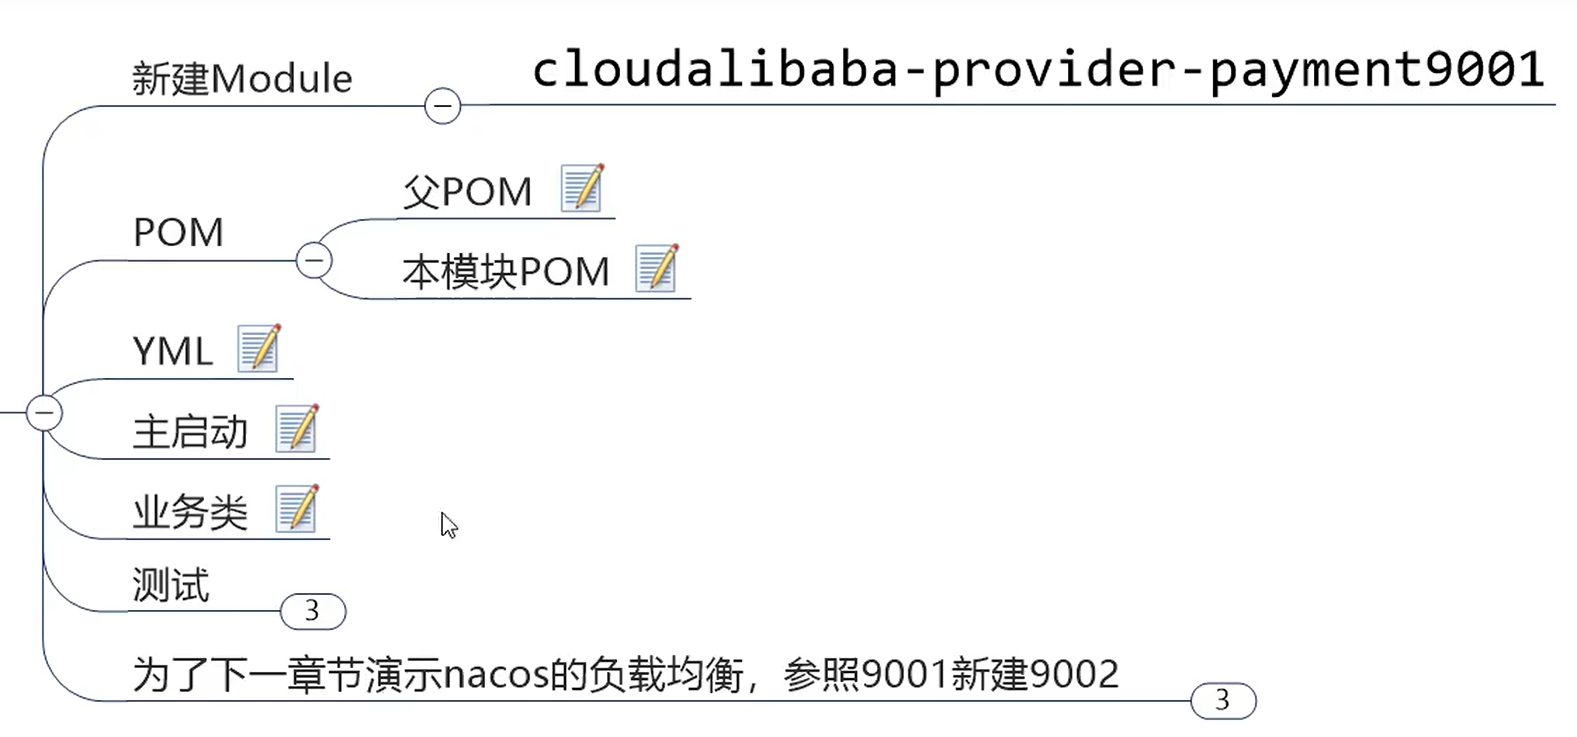 新建Module
cloudalibaba-provider-payment9001
POM
父POM
本模块POM
YML
主启动
业务类
测试
3
为了下一章节演示nacos的负载均衡，参照9001新建9002
3